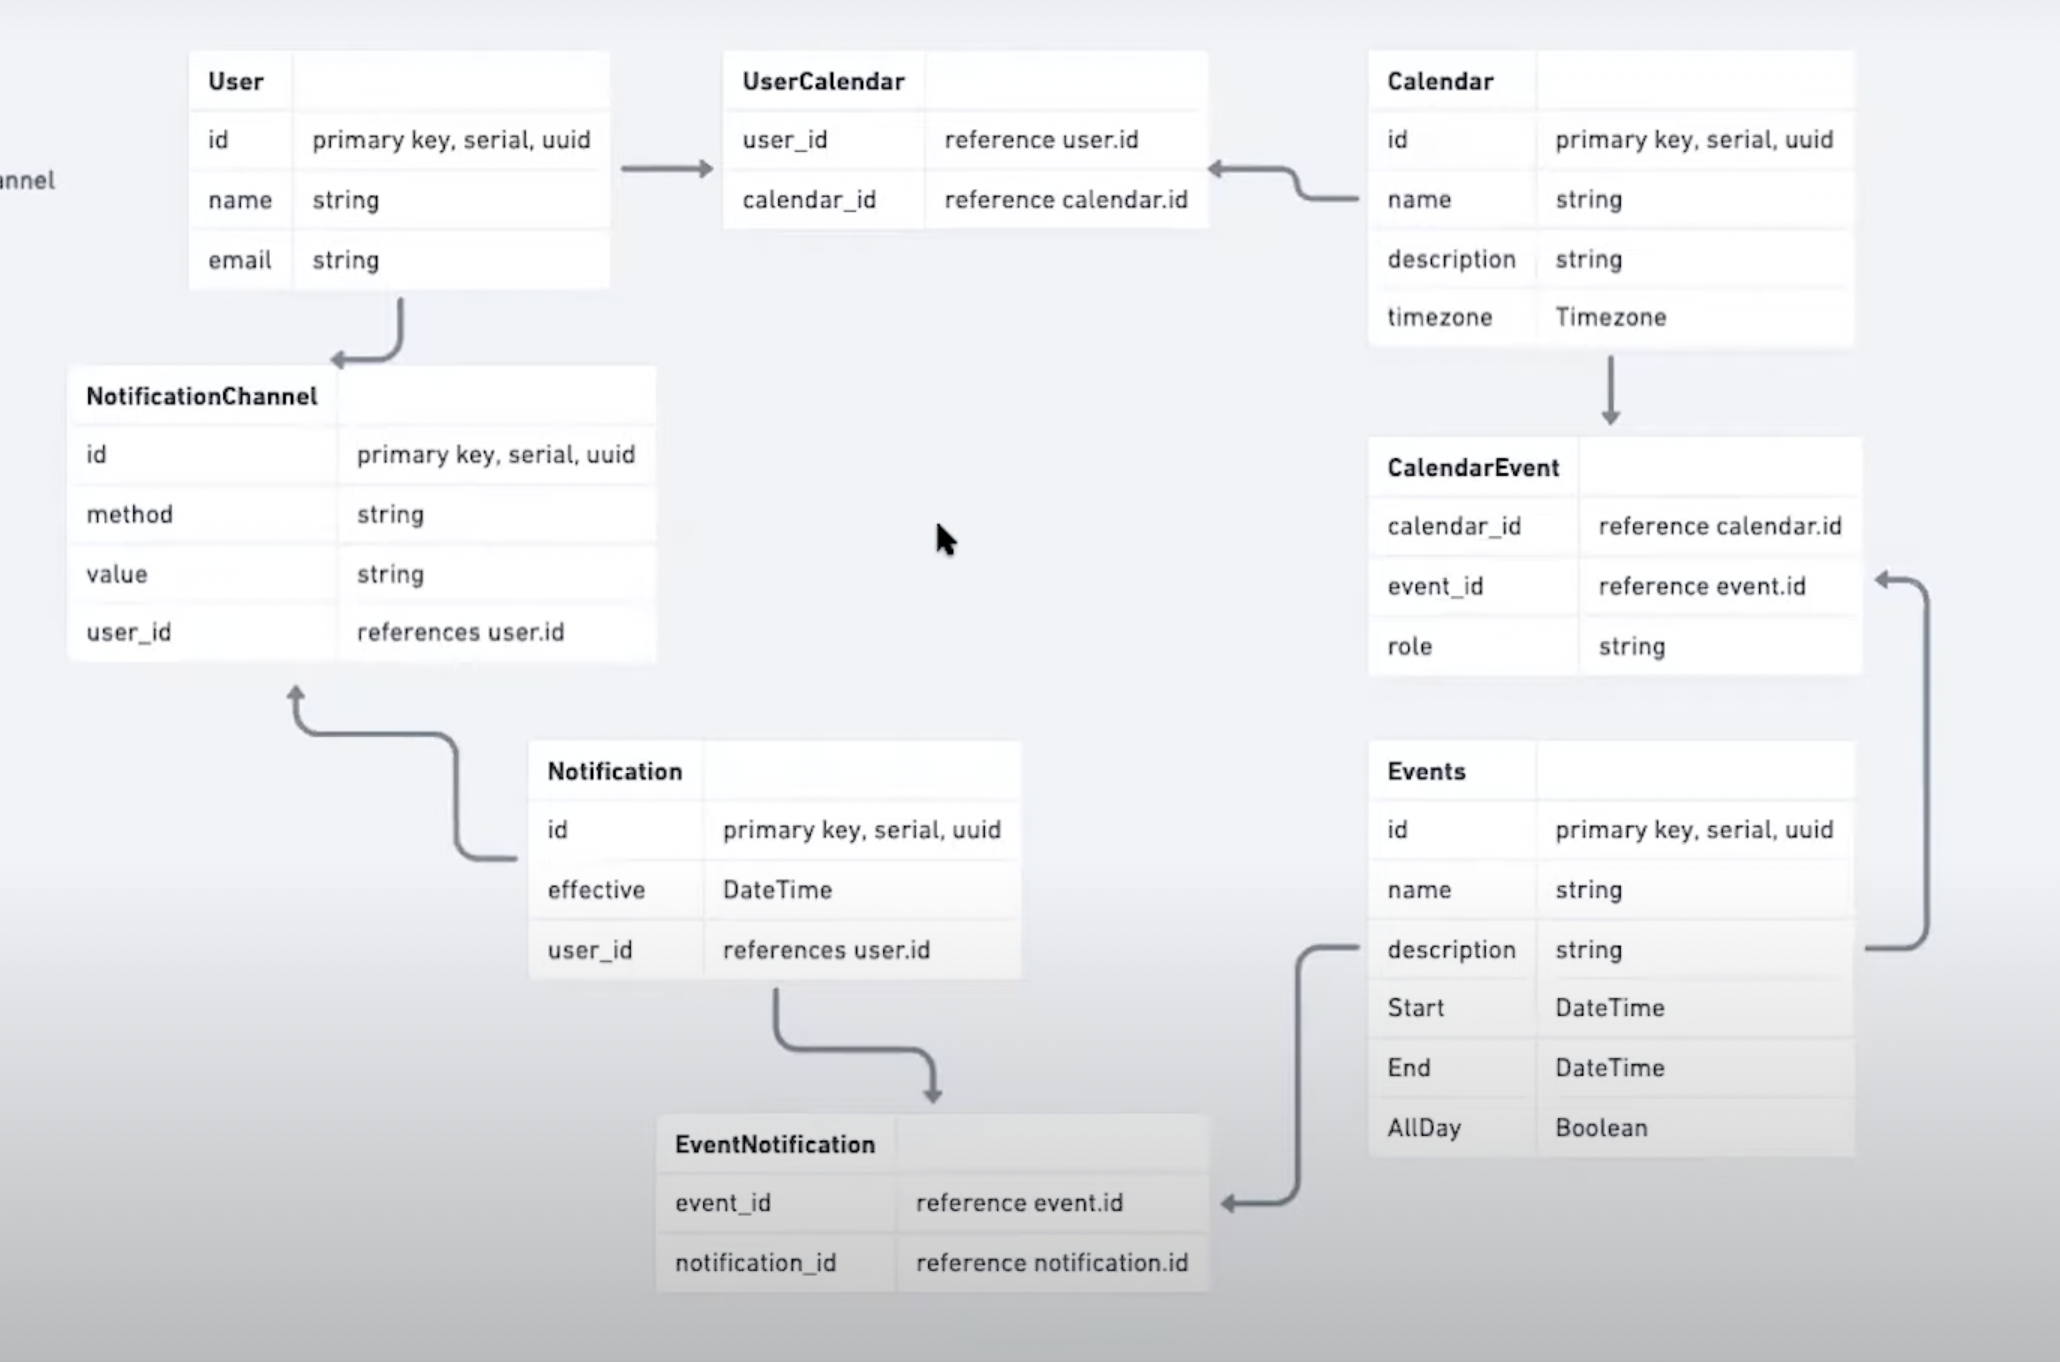 annel
User
id primary key, serial, uuid
name string
email string
UserCalendar
user_id reference user.id
calendar_id reference calendar.id
Calendar
id primary key, serial, uuid
name string
description string
timezone Timezone
NotificationChannel
id primary key, serial, uuid
method string
value string
user_id references user.id
CalendarEvent
calendar_id reference calendar.id
event_id reference event.id
role string
Notification
id primary key, serial, uuid
effective DateTime
user_id references user.id
Events
id primary key, serial, uuid
name string
description string
Start DateTime
End DateTime
AllDay Boolean
EventNotification
event_id reference event.id
notification_id reference notification.id